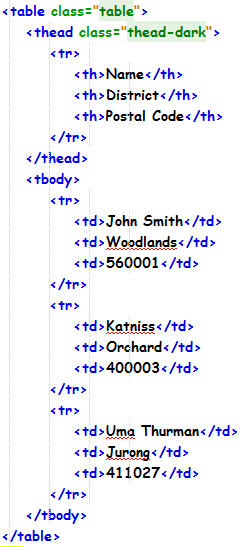 <table class="table">
<thead class="thead-dark">
<tr>
<th>Name</th>
<th>District</th>
<th>Postal Code</th>
</tr>
</thead>
<tbody>
<tr>
<td>John Smith</td>
<td>Woodlands</td>
<td>560001</td>
</tr>
<tr>
<td>Katniss</td>
<td>Orchard</td>
<td>400003</td>
</tr>
<tr>
<td>Uma Thurman</td>
<td>Jurong</td>
<td>411027</td>
</tr>
</tbody>
</table>